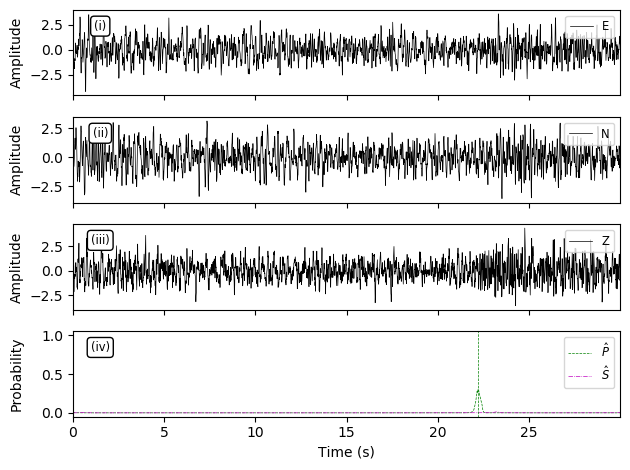 (i)
E
2.5
0.0
−2.5
Amplitude
(ii)
N
2.5
0.0
−2.5
Amplitude
(iii)
Z
2.5
0.0
−2.5
Amplitude
(iv)
P̂
Ŝ
1.0
0.5
0.0
Probability
0 5 10 15 20 25
Time (s)